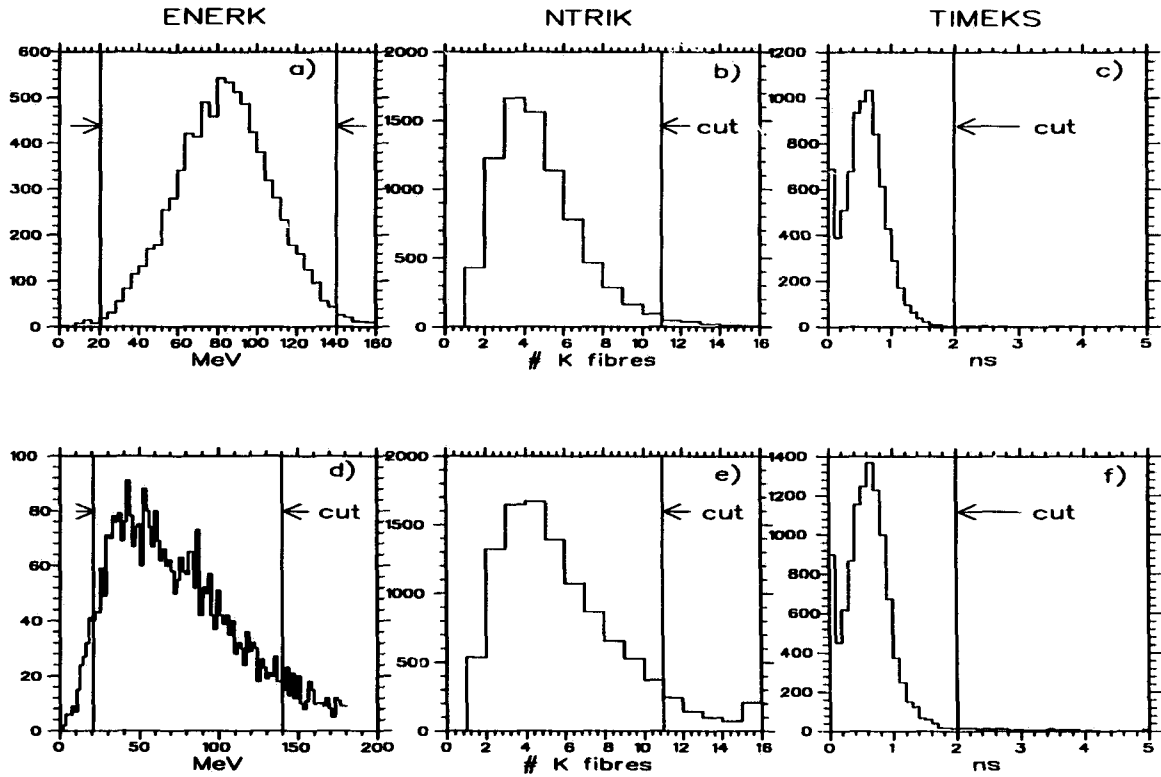 ENERK NTRIK TIMEKS
600
500
400
300
200
100
0
a)
0 20 40 60 80 100 120 140 160
MeV
2000
1500
1000
500
0
b)
cut
2 4 6 8 10 12 14 16
# K fibres
1200
1000
800
600
400
200
0
c)
cut
0 1 2 3 4 5
ns
100
80
60
40
20
0
d)
cut
0 50 100 150 200
MeV
2000
1500
1000
500
0
e)
cut
0 2 4 6 8 10 12 14 16
# K fibres
1400
1200
1000
800
600
400
200
0
f)
cut
0 1 2 3 4 5
ns